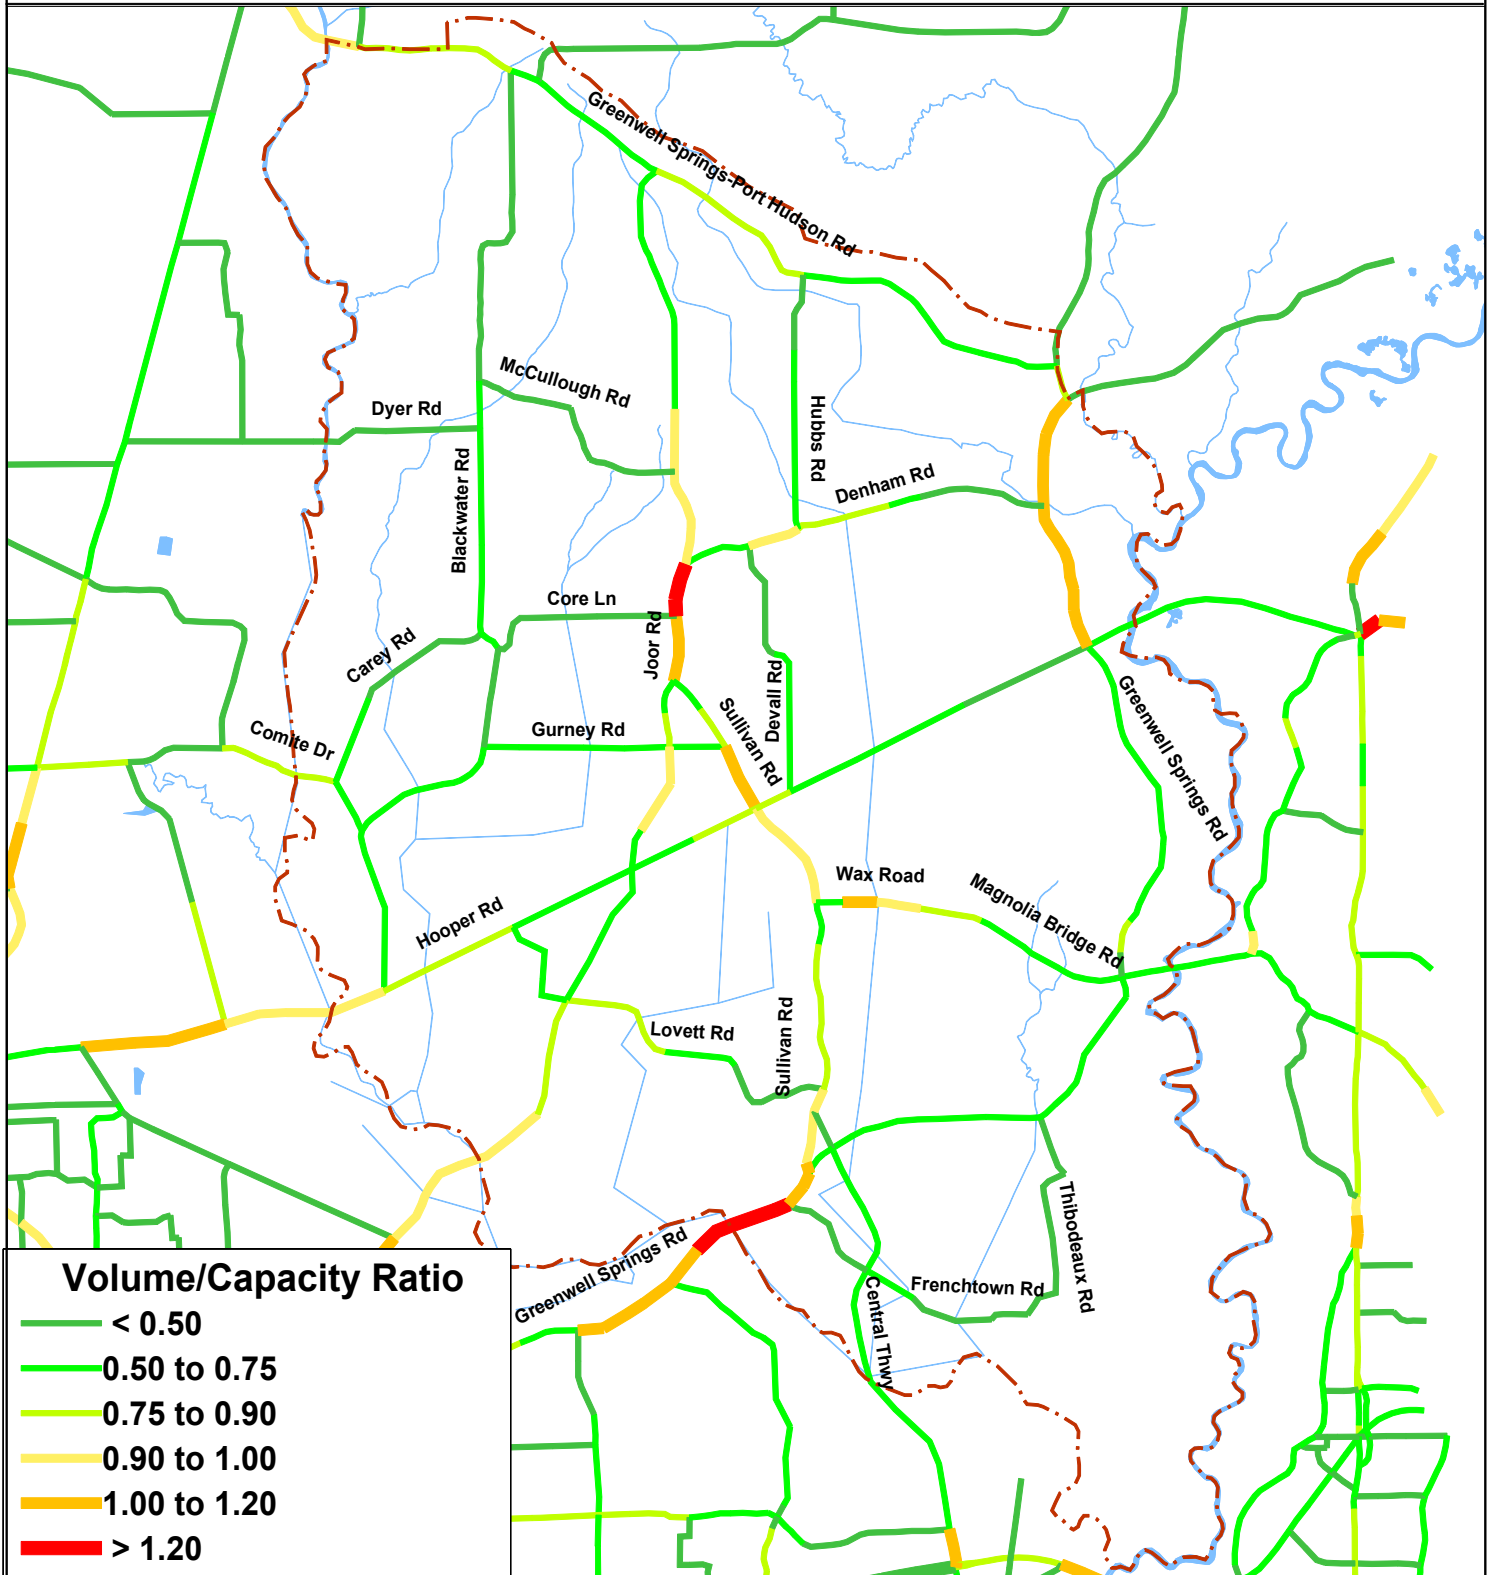 Greenwell Springs-Port Hudson Rd
McCullough Rd
Dyer Rd
Hubbs Rd
Blackwater Rd
Denham Rd
Core Ln
Joor Rd
Carey Rd
Devall Rd
Sullivan Rd
Greenwell Springs Rd
Gurney Rd
Comite Dr
Wax Road
Magnolia Bridge Rd
Hooper Rd
Lovett Rd
Sullivan Rd
Thibodeaux Rd
Greenwell Springs Rd
Frenchtown Rd
Central Thwy
Volume/Capacity Ratio
< 0.50
0.50 to 0.75
0.75 to 0.90
0.90 to 1.00
1.00 to 1.20
> 1.20